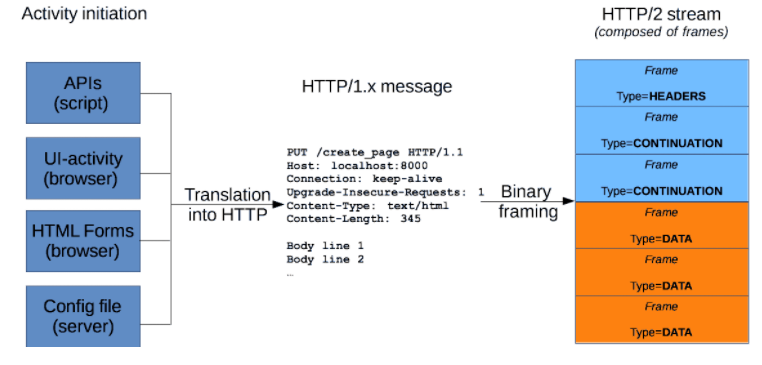 Activity initiation
APIs
(script)
UI-activity
(browser)
HTML Forms
(browser)
Config file
(server)
Translation
into HTTP
HTTP/1.x message
PUT /create_page HTTP/1.1
Host: localhost:8000
Connection: keep-alive
Upgrade-Insecure-Requests: 1
Content-Type: text/html
Content-Length: 345
Body line 1
Body line 2
…
Binary
framing
HTTP/2 stream
(composed of frames)
Frame
Type=HEADERS
Frame
Type=CONTINUATION
Frame
Type=CONTINUATION
Frame
Type=DATA
Frame
Type=DATA
Frame
Type=DATA